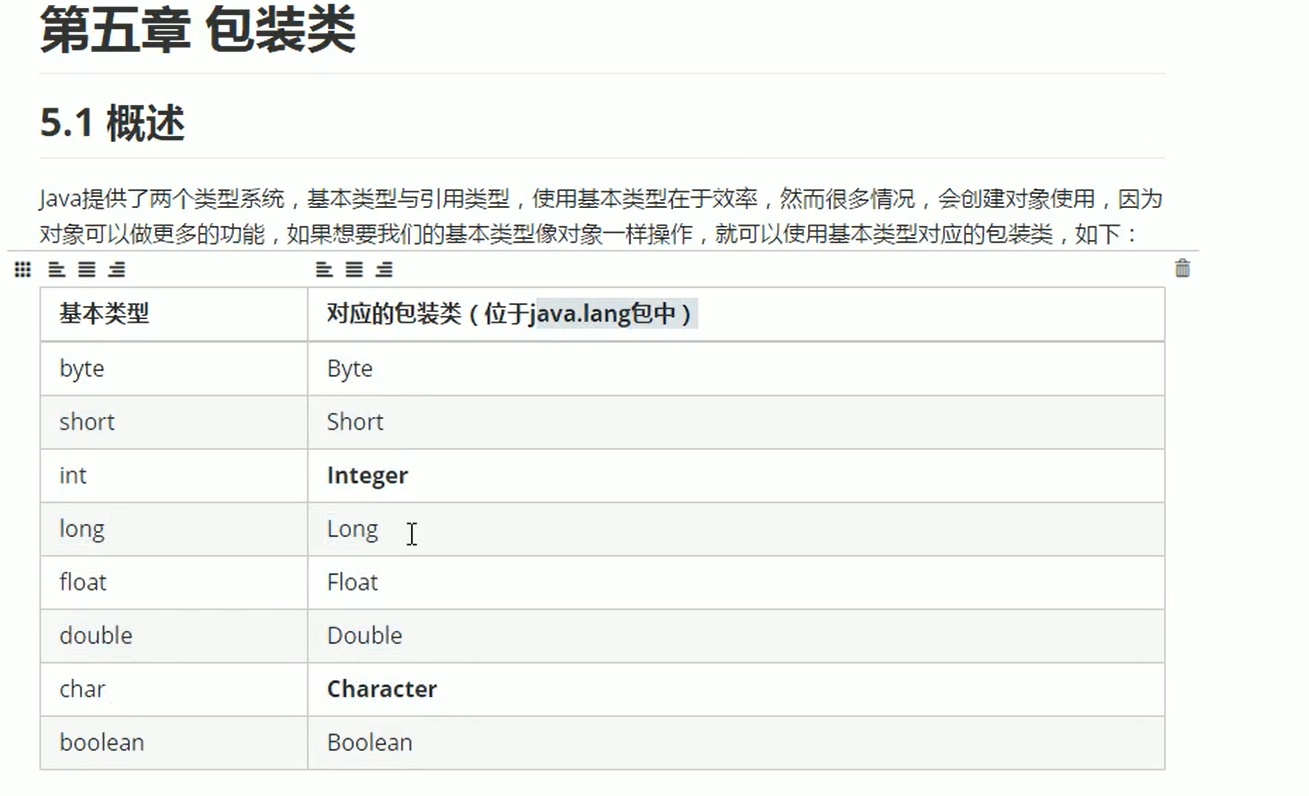 第五章 包装类
5.1 概述
Java提供了两个类型系统，基本类型与引用类型，使用基本类型在于效率，然而很多情况，会创建对象使用，因为
对象可以做更多的功能，如果想要我们的基本类型像对象一样操作，就可以使用基本类型对应的包装类，如下：
基本类型 对应的包装类（位于java.lang包中）
byte Byte
short Short
int Integer
long Long
float Float
double Double
char Character
boolean Boolean